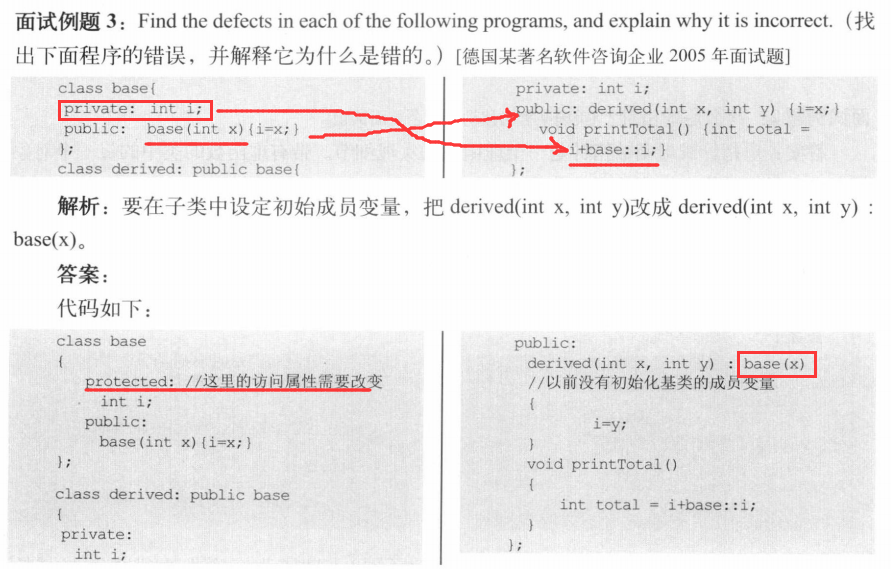 面试例题 3：Find the defects in each of the following programs, and explain why it is incorrect.（找
出下面程序的错误，并解释它为什么是错的。）[德国某著名软件咨询企业 2005 年面试题]
class base{
private: int i;
public: base(int x){i=x;}
};
class derived: public base{
private: int i;
public: derived(int x, int y) {i=x;}
void printTotal() {int total =
i+base::i;}
};
解析：要在子类中设定初始成员变量，把 derived(int x, int y)改成 derived(int x, int y) :
base(x)。
答案：
代码如下：
class base
{
protected: //这里的访问属性需要改变
int i;
public:
base(int x){i=x;}
};
class derived: public base
{
private:
int i;
public:
derived(int x, int y) : base(x)
//以前没有初始化基类的成员变量
{
i=y;
}
void printTotal()
{
int total = i+base::i;
}
};